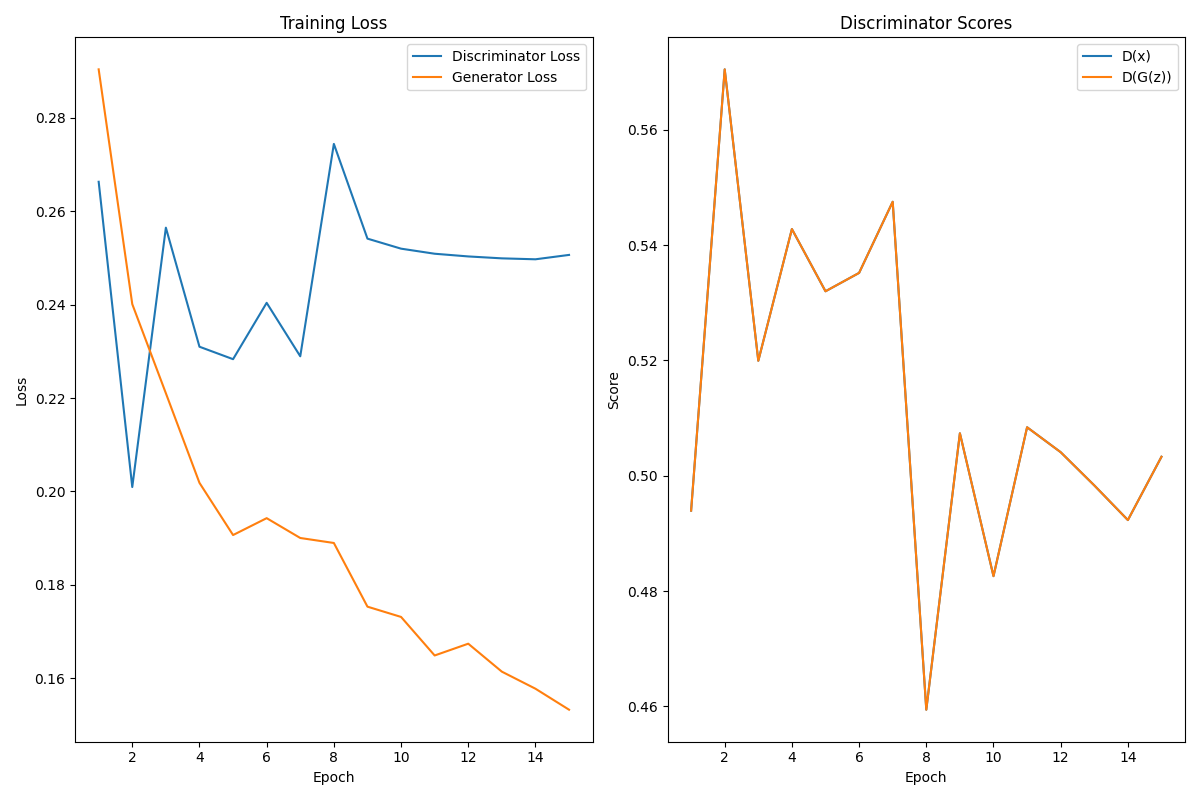 Training Loss
Discriminator Loss
Generator Loss
0.28
0.26
0.24
0.22
0.20
0.18
0.16
Loss
2 4 6 8 10 12 14
Epoch
Discriminator Scores
D(x)
D(G(z))
0.56
0.54
0.52
0.50
0.48
0.46
Score
2 4 6 8 10 12 14
Epoch